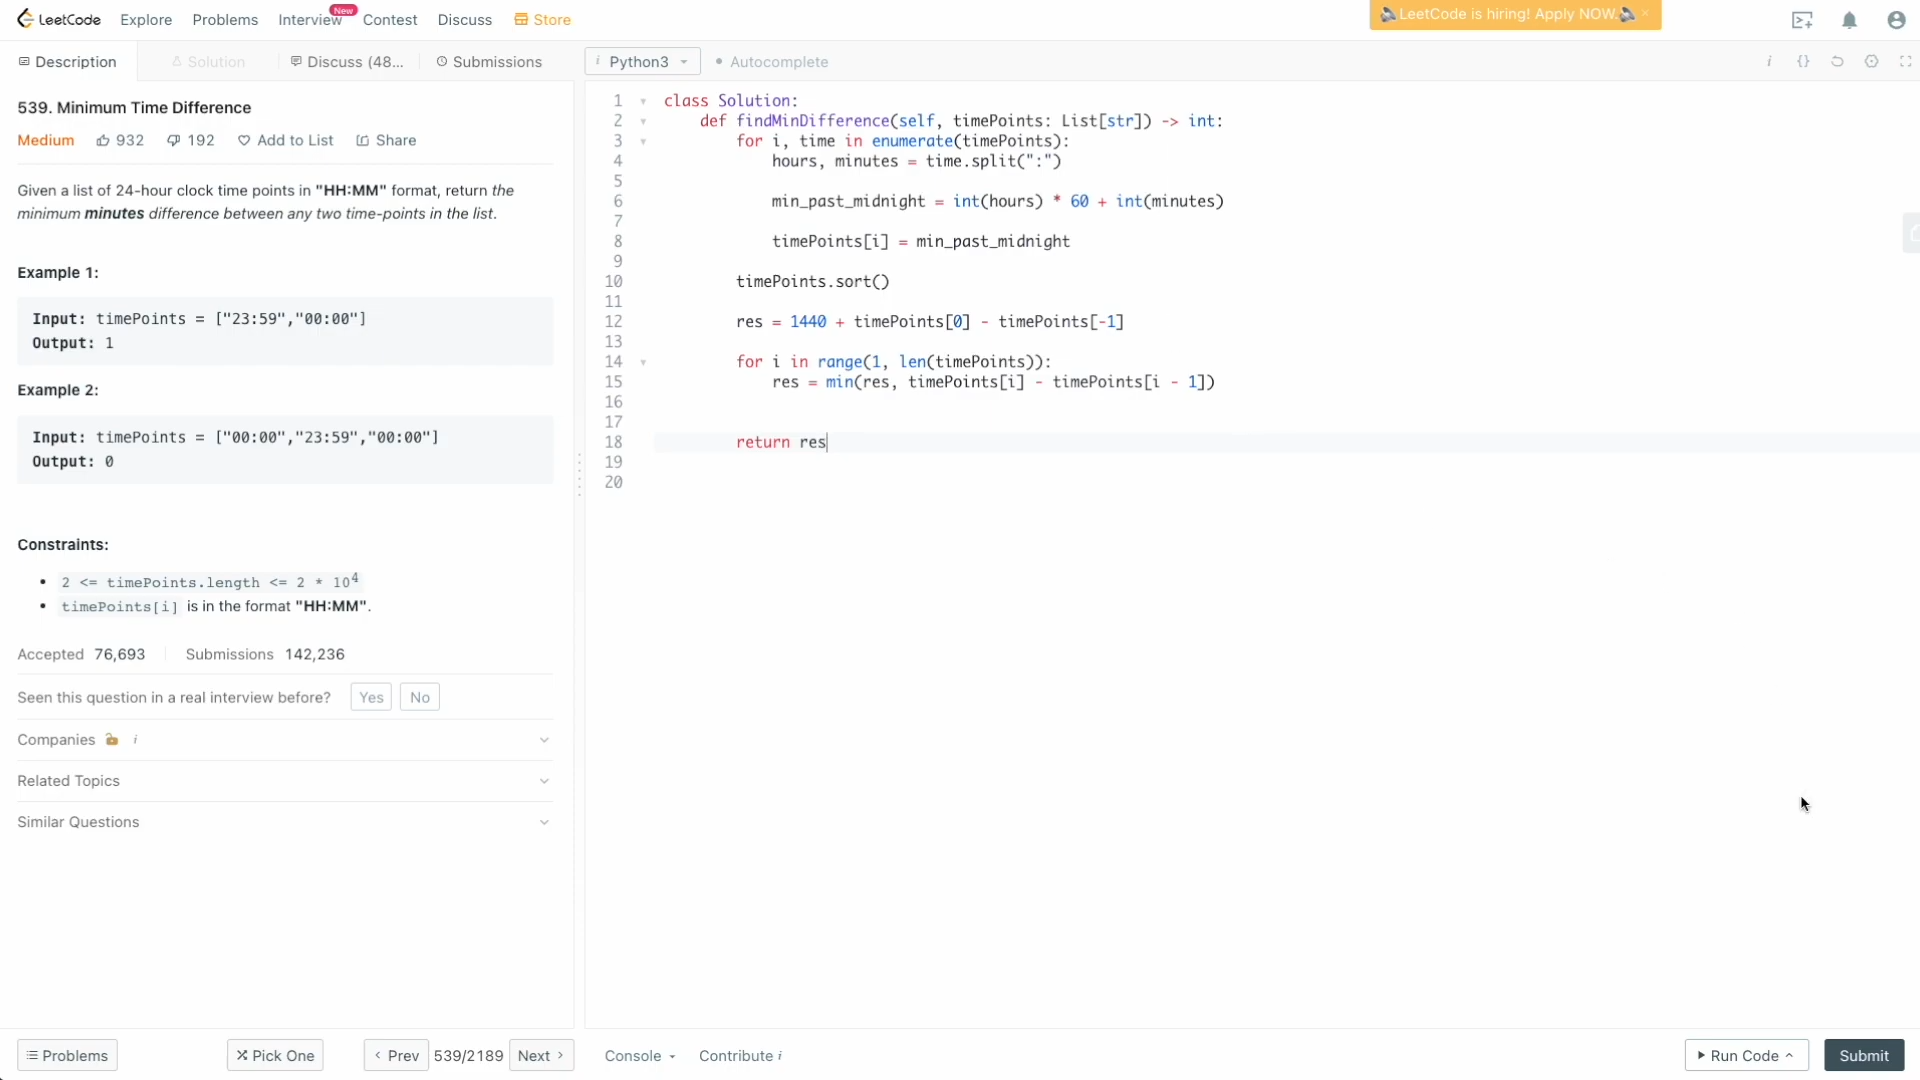 LeetCode Explore Problems Interview New Contest Discuss Store LeetCode is hiring! Apply NOW. ×
Description Solution Discuss (48... Submissions i Python3 Autocomplete i {}
539. Minimum Time Difference
Medium 932 192 Add to List Share
Given a list of 24-hour clock time points in "HH:MM" format, return the
minimum minutes difference between any two time-points in the list.
Example 1:
Input: timePoints = ["23:59","00:00"]
Output: 1
Example 2:
Input: timePoints = ["00:00","23:59","00:00"]
Output: 0
Constraints:
• 2 <= timePoints.length <= 2 * 10⁴
• timePoints[i] is in the format "HH:MM".
Accepted 76,693 Submissions 142,236
Seen this question in a real interview before? Yes No
Companies i
Related Topics
Similar Questions
1 class Solution:
2     def findMinDifference(self, timePoints: List[str]) -> int:
3         for i, time in enumerate(timePoints):
4             hours, minutes = time.split(":")
5
6             min_past_midnight = int(hours) * 60 + int(minutes)
7
8             timePoints[i] = min_past_midnight
9
10         timePoints.sort()
11
12         res = 1440 + timePoints[0] - timePoints[-1]
13
14         for i in range(1, len(timePoints)):
15             res = min(res, timePoints[i] - timePoints[i - 1])
16
17
18         return res
19
20
Problems Pick One < Prev 539/2189 Next > Console Contribute i Run Code Submit